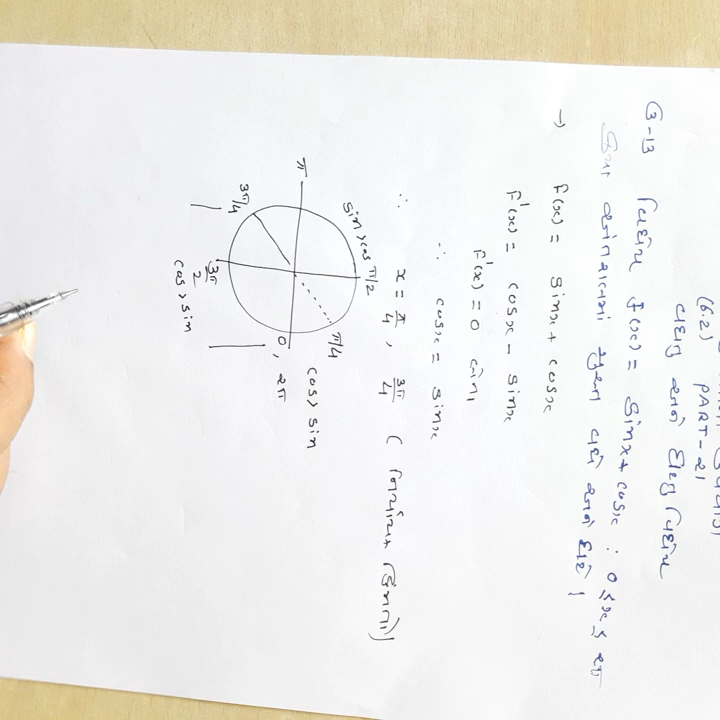 (6.2) PART-21
વધતુ અને ઘટતુ વિધેય
ઉ-13 વિધેય f(x) = sinx + cosx : 0 ≤ x ≤ 2π
કયા અંતરાલમાં ચુસ્ત વધે અને ઘટે।
→ f(x) = sinx + cosx
f'(x) = cosx - sinx
f'(x) = 0 લેતા,
∴ cosx = sinx
∴ x = π/4, 3π/4 (નિર્ણાયક કિંમતો)
sin > cos π/2
π/4
cos > sin
π
0, 2π
3π/4
3π/2
cos > sin